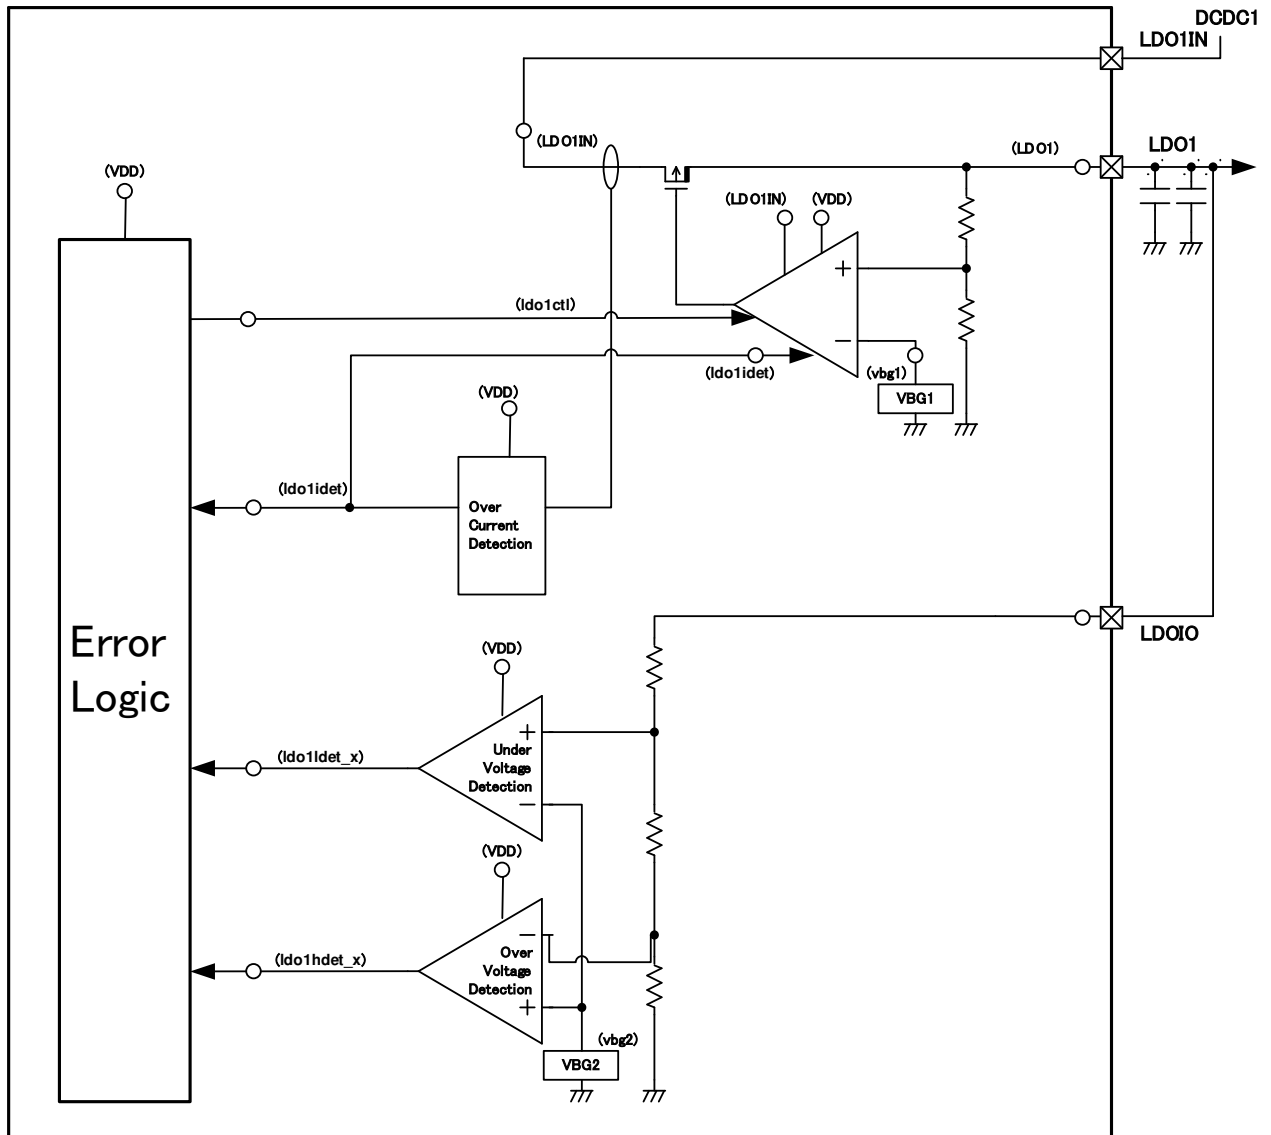 DCDC1
LDO1IN
(LDO1IN)
(LDO1)
LDO1
(VDD)
(LDO1IN)
(VDD)
+
(ldo1ctl)
−
(ldo1idet)
(vbg1)
VBG1
(VDD)
(ldo1idet)
Over
Current
Detection
LDOIO
Error
Logic
(VDD)
+
Under
Voltage
Detection
−
(ldo1ldet_x)
(VDD)
−
Over
Voltage
Detection
+
(ldo1hdet_x)
(vbg2)
VBG2